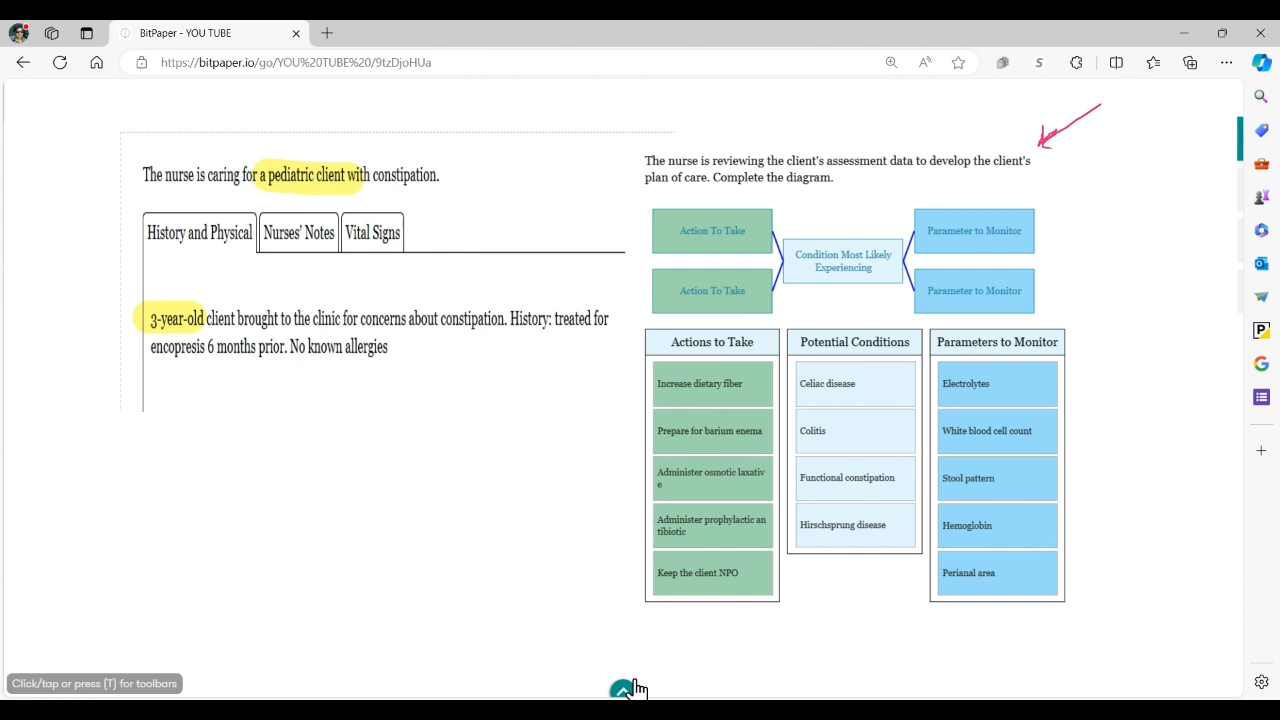 BitPaper - YOU TUBE
https://bitpaper.io/go/YOU%20TUBE%20/9tzDjoHUa
The nurse is caring for a pediatric client with constipation.
History and Physical
Nurses' Notes
Vital Signs
3-year-old client brought to the clinic for concerns about constipation. History: treated for
encopresis 6 months prior. No known allergies
The nurse is reviewing the client's assessment data to develop the client's
plan of care. Complete the diagram.
Action To Take
Action To Take
Condition Most Likely
Experiencing
Parameter to Monitor
Parameter to Monitor
Actions to Take
Increase dietary fiber
Prepare for barium enema
Administer osmotic laxativ
e
Administer prophylactic an
tibiotic
Keep the client NPO
Potential Conditions
Celiac disease
Colitis
Functional constipation
Hirschsprung disease
Parameters to Monitor
Electrolytes
White blood cell count
Stool pattern
Hemoglobin
Perianal area
Click/tap or press [T] for toolbars